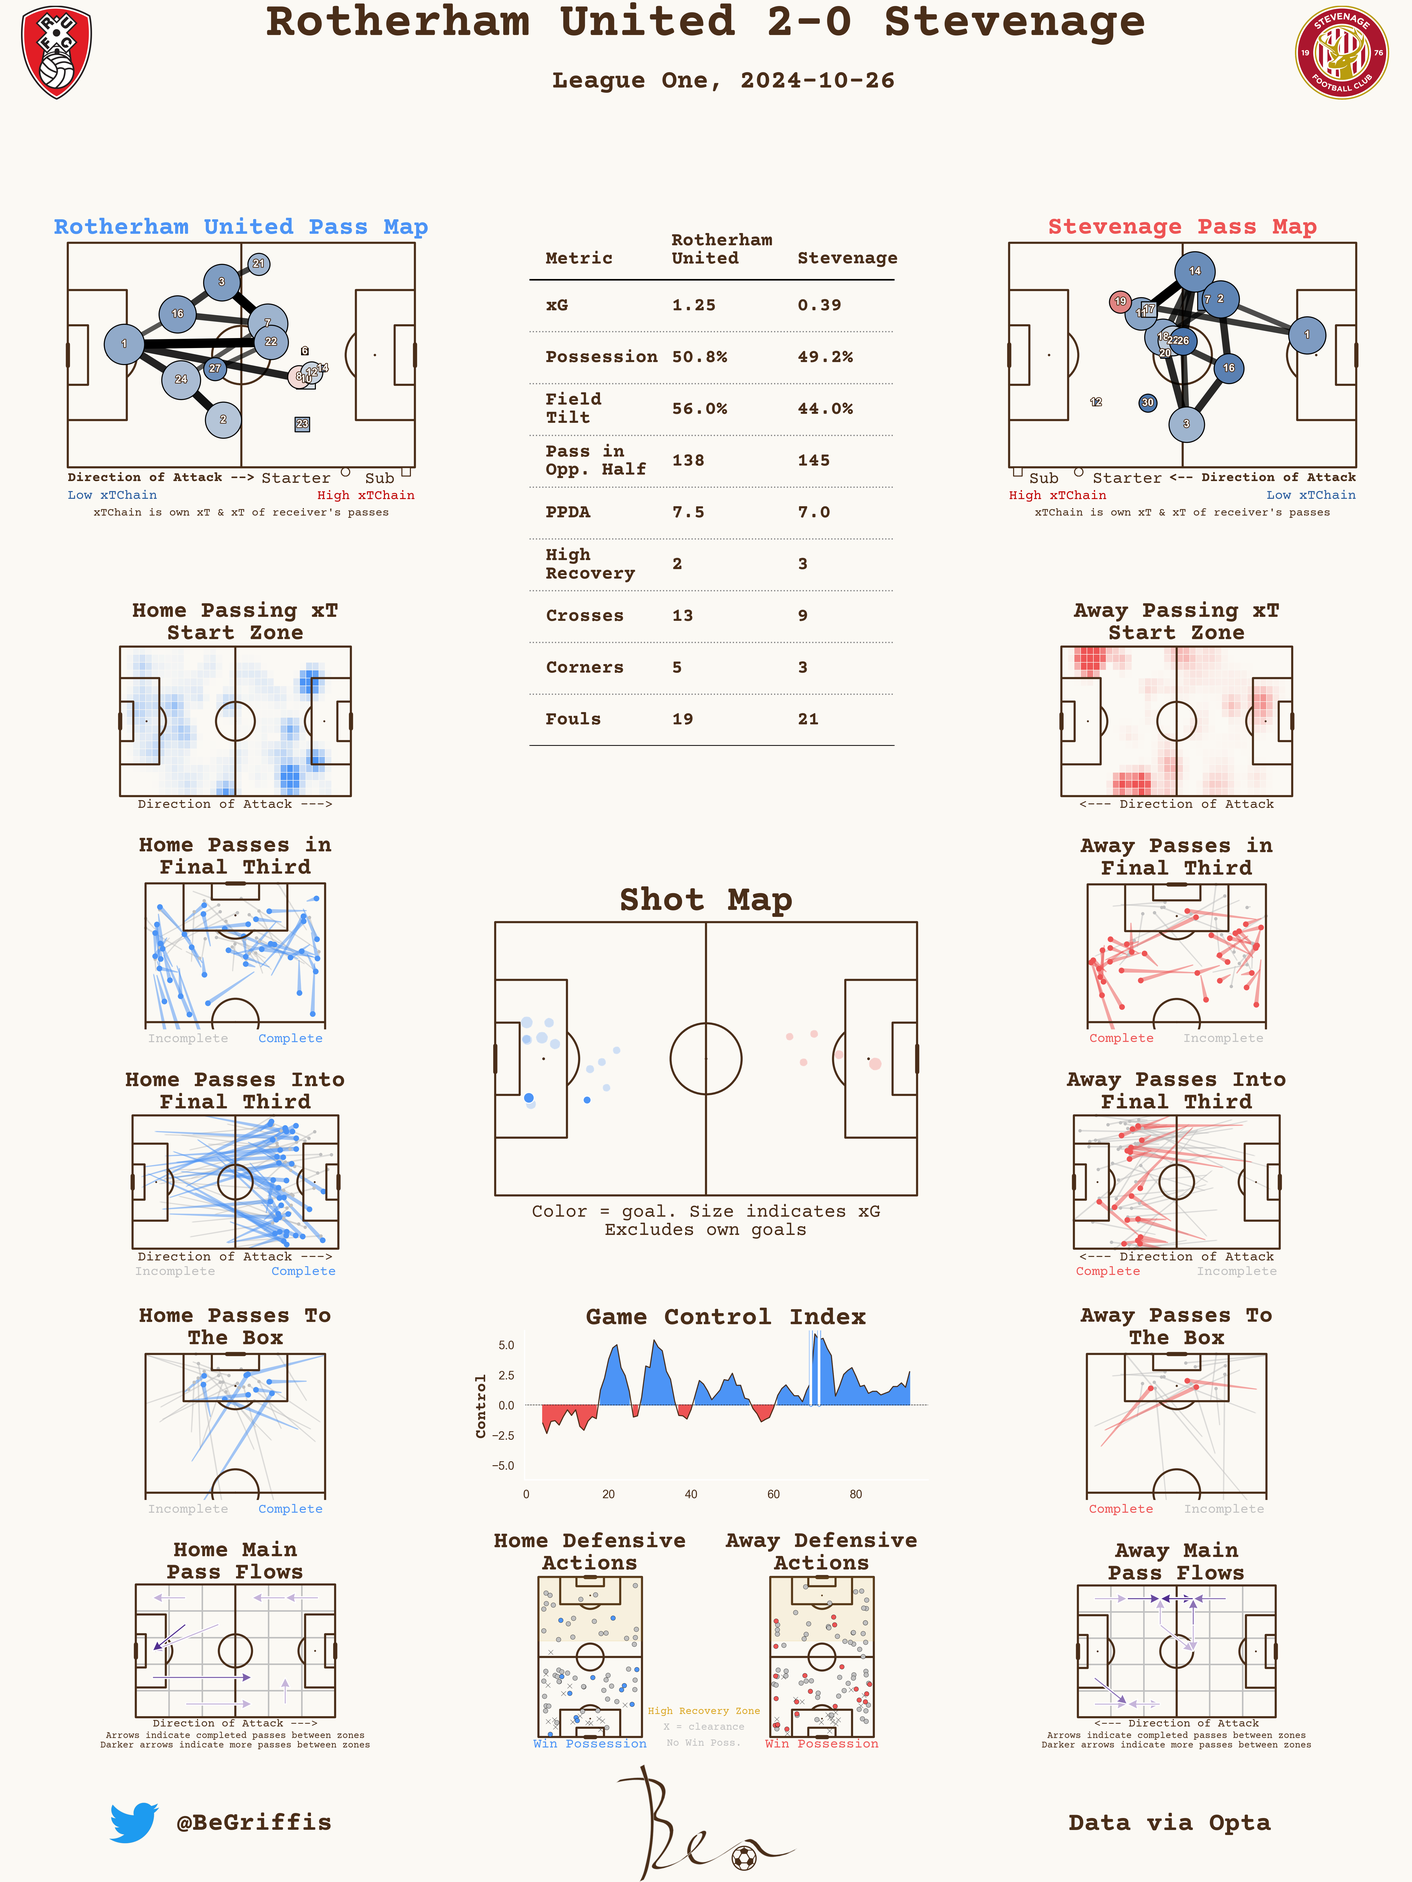 Rotherham United 2-0 Stevenage
League One, 2024-10-26
STEVENAGE
19 76
FOOTBALL CLUB
Rotherham United Pass Map
21
3
16
7
1
22
6
27
24
8
10
12
14
2
23
Direction of Attack --> Starter Sub
Low xTChain High xTChain
xTChain is own xT & xT of receiver's passes
Metric Rotherham United Stevenage
xG 1.25 0.39
Possession 50.8% 49.2%
Field Tilt 56.0% 44.0%
Pass in Opp. Half 138 145
PPDA 7.5 7.0
High Recovery 2 3
Crosses 13 9
Corners 5 3
Fouls 19 21
Stevenage Pass Map
14
19
11
17
7
2
18
22
26
20
1
16
12
30
3
Sub Starter <-- Direction of Attack
High xTChain Low xTChain
xTChain is own xT & xT of receiver's passes
Home Passing xT
Start Zone
Direction of Attack --->
Away Passing xT
Start Zone
<--- Direction of Attack
Home Passes in
Final Third
Incomplete Complete
Away Passes in
Final Third
Complete Incomplete
Shot Map
Color = goal. Size indicates xG
Excludes own goals
Home Passes Into
Final Third
Direction of Attack --->
Incomplete Complete
Away Passes Into
Final Third
<--- Direction of Attack
Complete Incomplete
Home Passes To
The Box
Incomplete Complete
Game Control Index
Control
5.0
2.5
0.0
−2.5
−5.0
0 20 40 60 80
Away Passes To
The Box
Complete Incomplete
Home Main
Pass Flows
Direction of Attack --->
Arrows indicate completed passes between zones
Darker arrows indicate more passes between zones
Home Defensive
Actions
Win Possession
Away Defensive
Actions
Win Possession
High Recovery Zone
X = clearance
No Win Poss.
Away Main
Pass Flows
<--- Direction of Attack
Arrows indicate completed passes between zones
Darker arrows indicate more passes between zones
@BeGriffis
Ben
Data via Opta